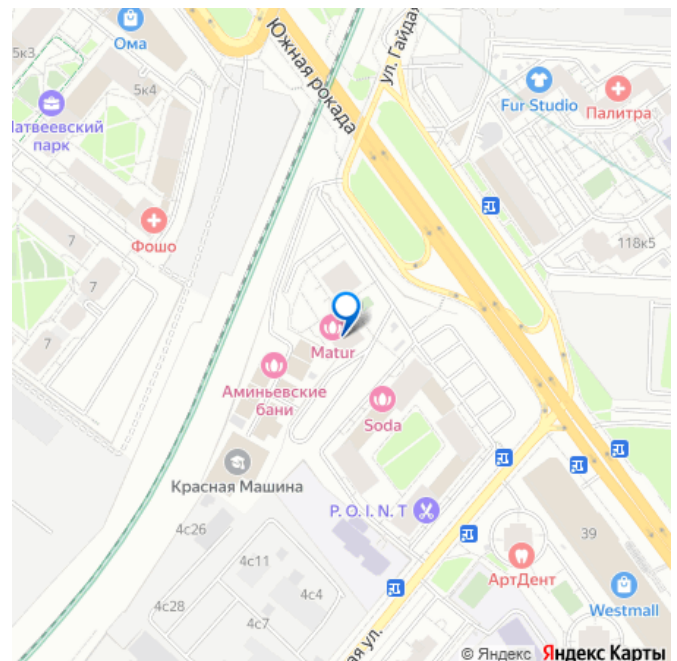 Ома
5к3
5к4
Матвеевский
парк
Южная рокада
ул. Гайда
Fur Studio
Палитра
Фошо
7
7
7
118к5
Matur
Аминьевские
бани
Soda
Красная Машина
P. O. I. N. T
4с26
4с11
4с4
4с28
4с7
39
АртДент
Westmall
ая ул.
© Яндекс Яндекс Карты